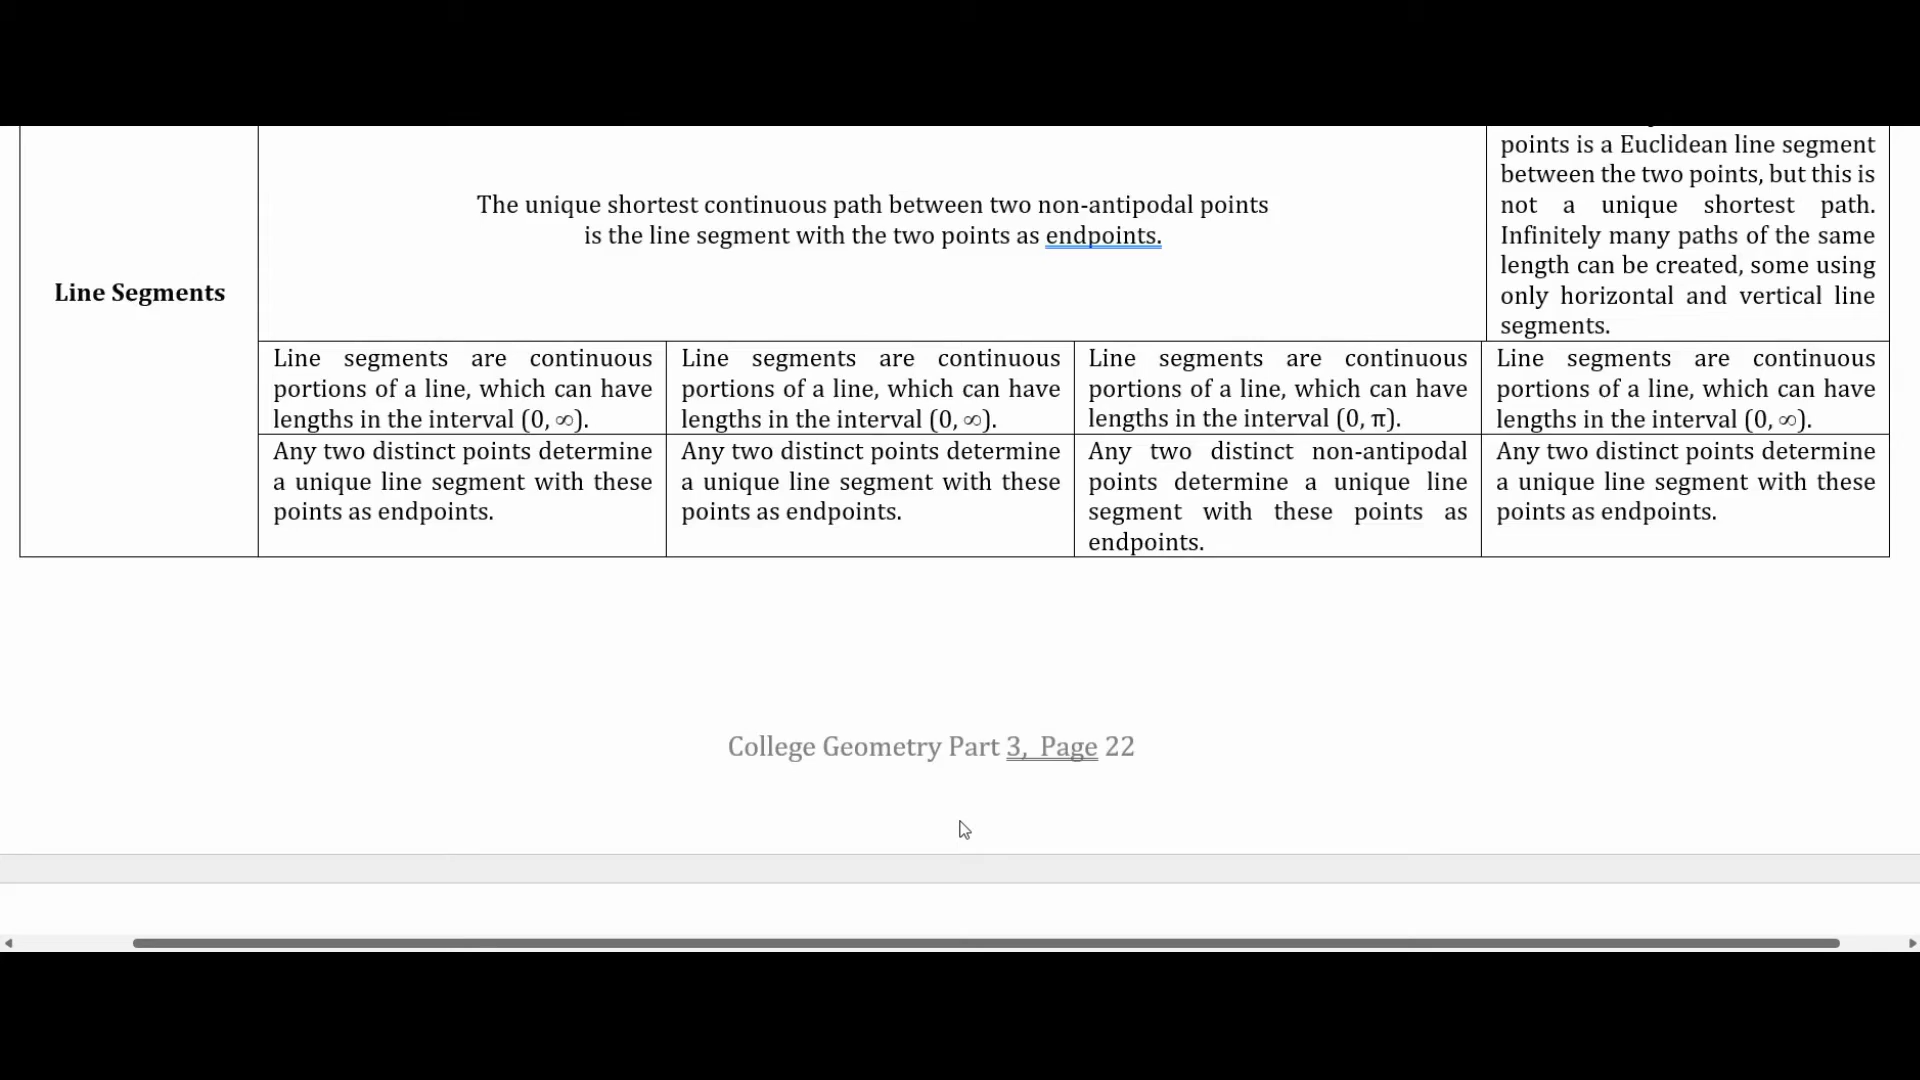 Line Segments
The unique shortest continuous path between two non-antipodal points
is the line segment with the two points as endpoints.
points is a Euclidean line segment
between the two points, but this is
not a unique shortest path.
Infinitely many paths of the same
length can be created, some using
only horizontal and vertical line
segments.
Line segments are continuous
portions of a line, which can have
lengths in the interval (0, ∞).
Line segments are continuous
portions of a line, which can have
lengths in the interval (0, ∞).
Line segments are continuous
portions of a line, which can have
lengths in the interval (0, π).
Line segments are continuous
portions of a line, which can have
lengths in the interval (0, ∞).
Any two distinct points determine
a unique line segment with these
points as endpoints.
Any two distinct points determine
a unique line segment with these
points as endpoints.
Any two distinct non-antipodal
points determine a unique line
segment with these points as
endpoints.
Any two distinct points determine
a unique line segment with these
points as endpoints.
College Geometry Part 3, Page 22